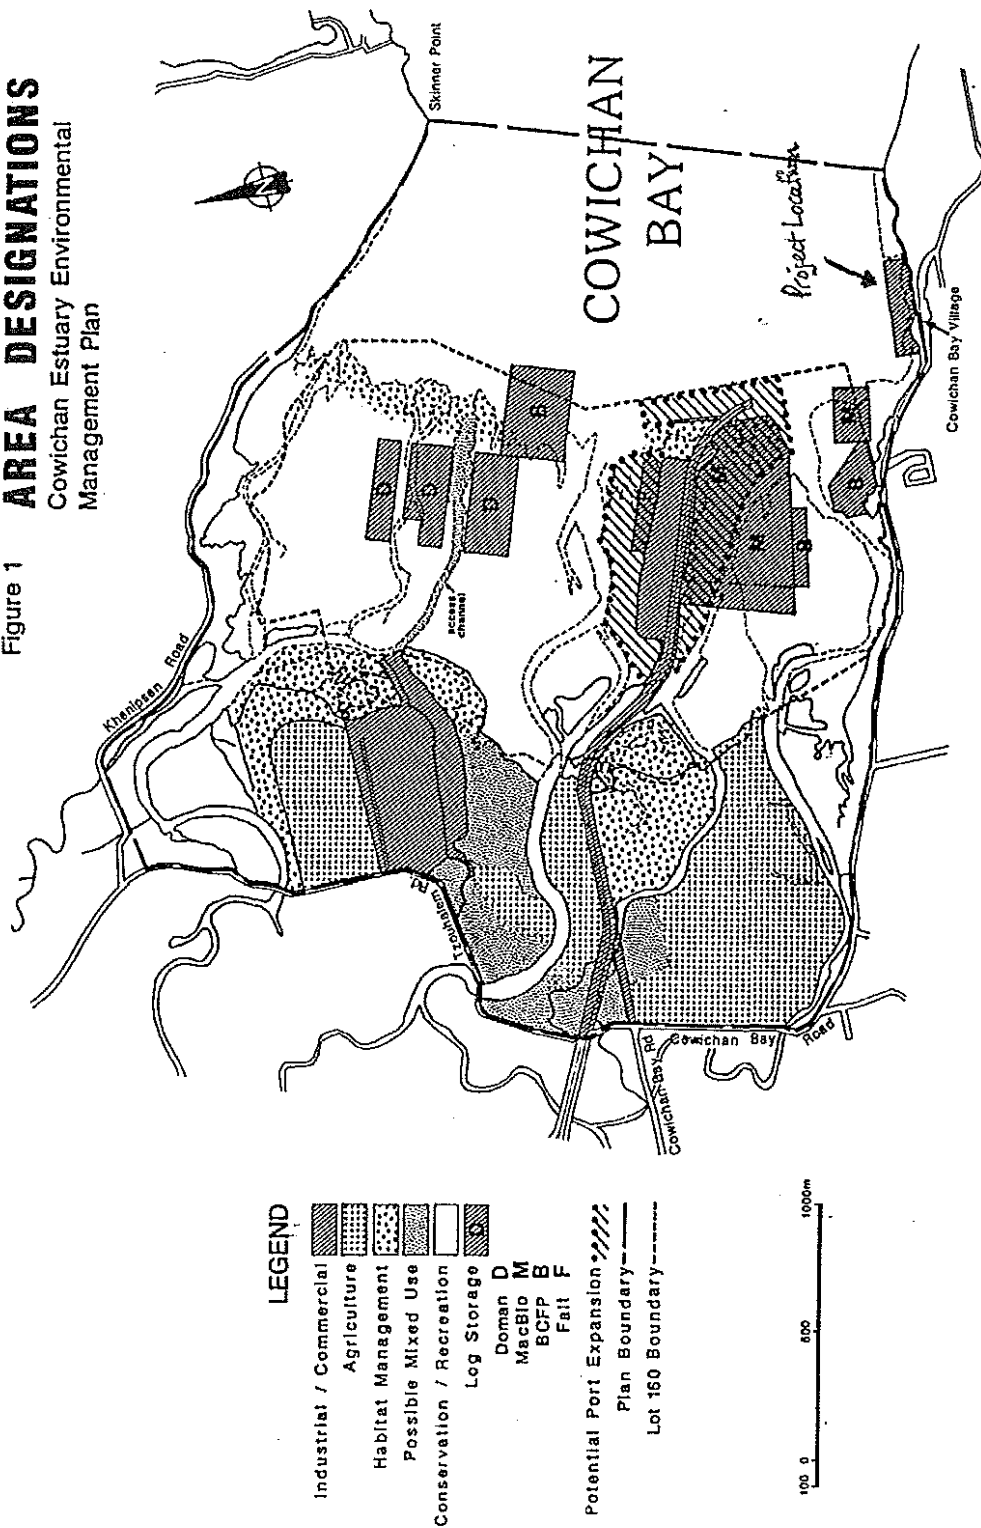 Figure 1
AREA DESIGNATIONS
Cowichan Estuary Environmental
Management Plan
Skinner Point
N
COWICHAN
BAY
Project Location
Cowichan Bay Village
Khenipsen Road
access
channel
Tzouhalem Rd
Cowichan Bay Road
Cowichan Bay Rd
D
D
D
B
M
M
B
M
B
LEGEND
Industrial / Commercial
Agriculture
Habitat Management
Possible Mixed Use
Conservation / Recreation
Log Storage
Doman D
MacBlo M
BCFP B
Fait F
Potential Port Expansion
Plan Boundary
Lot 160 Boundary
100 0 500 1000m